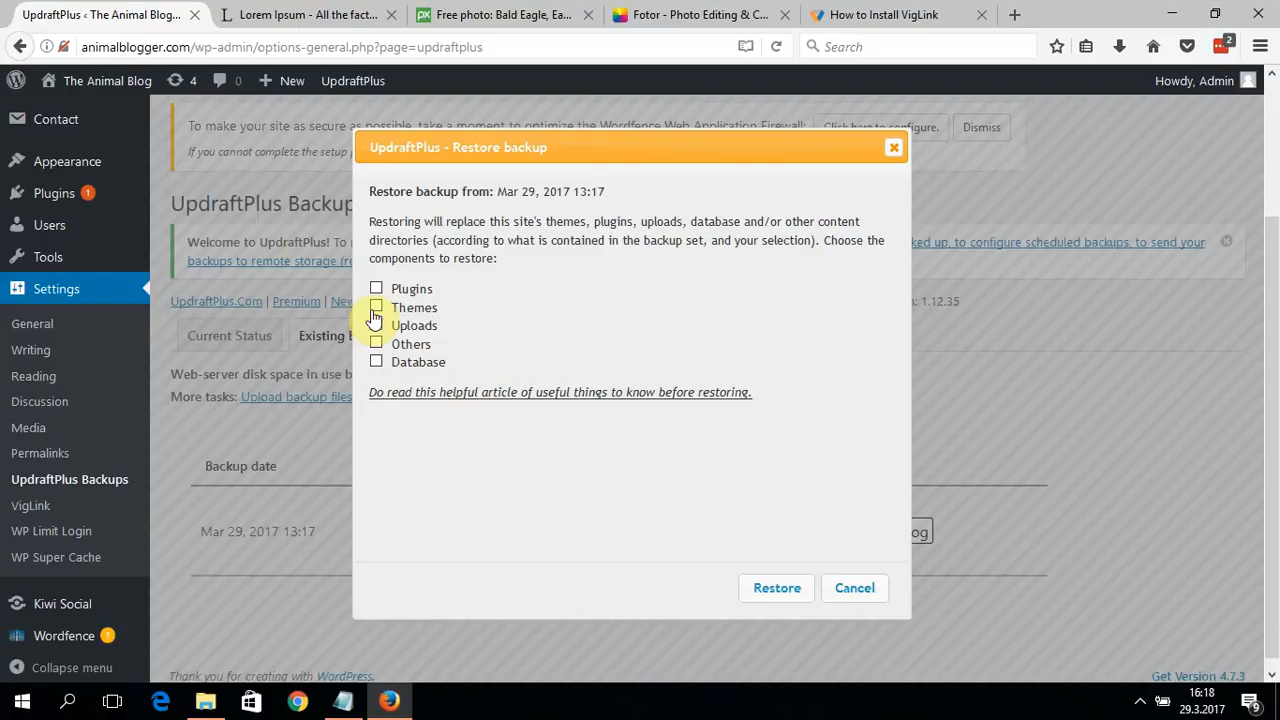 UpdraftPlus ‹ The Animal...
Lorem Ipsum - All the fact...
Free photo: Bald Eagle, Ea...
Fotor - Photo Editing & C...
How to Install VigLink
animalblogger.com/wp-admin/options-general.php?page=updraftplus
Search
2
The Animal Blog
4
0
New
UpdraftPlus
Howdy, Admin
Contact
Appearance
Plugins 1
Users
Tools
Settings
General
Writing
Reading
Discussion
Media
Permalinks
UpdraftPlus Backups
VigLink
WP Limit Login
WP Super Cache
Kiwi Social
Wordfence 1
Collapse menu
To make your site as secure as possible, take a moment to optimize the Wordfence Web Application Firewall:
Click here to configure.
Dismiss
If you cannot complete the setup
UpdraftPlus Backup
Welcome to UpdraftPlus! To
ked up, to configure scheduled backups, to send your
backups to remote storage (re
UpdraftPlus.Com | Premium |
: 1.12.35
Current Status
Existing
Web-server disk space in use b
More tasks: Upload backup files
Backup date
Mar 29, 2017 13:17
og
Thank you for creating with WordPress.
Get Version 4.7.3
UpdraftPlus - Restore backup
Restore backup from: Mar 29, 2017 13:17
Restoring will replace this site's themes, plugins, uploads, database and/or other content
directories (according to what is contained in the backup set, and your selection). Choose the
components to restore:
Plugins
Themes
Uploads
Others
Database
Do read this helpful article of useful things to know before restoring.
Restore
Cancel
16:18
29.3.2017
9